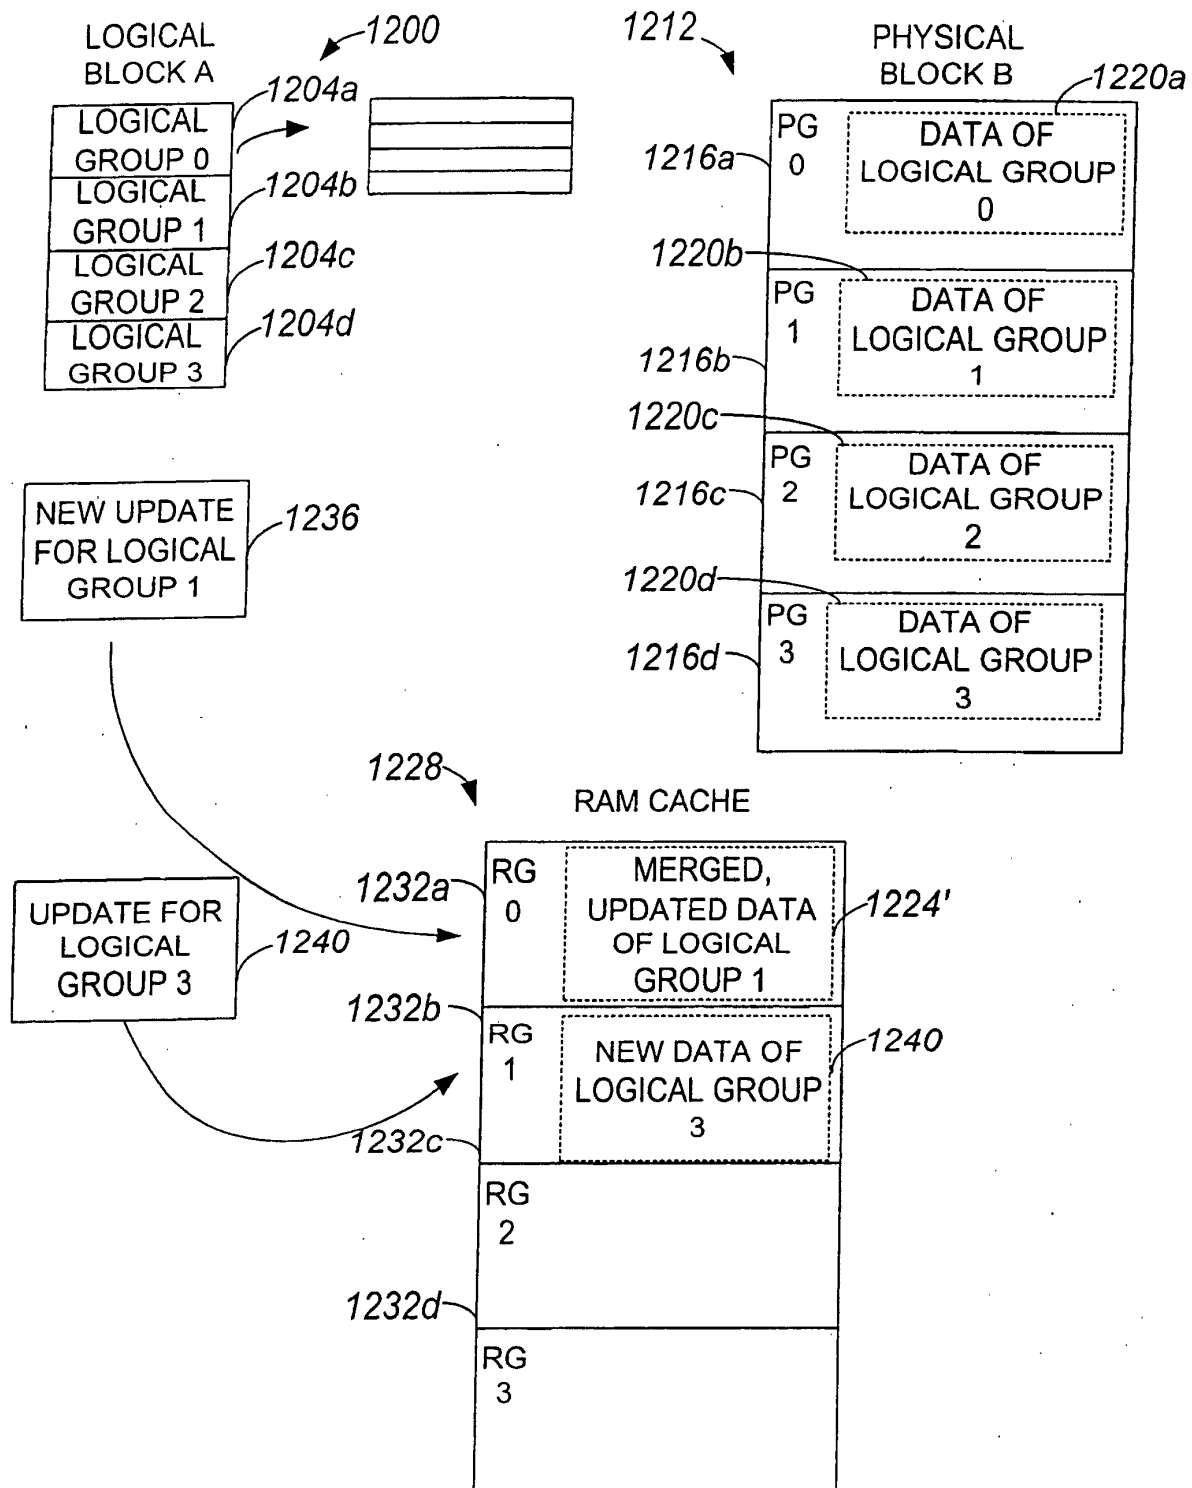 LOGICAL
BLOCK A
1200
1204a
LOGICAL
GROUP 0
1204b
LOGICAL
GROUP 1
1204c
LOGICAL
GROUP 2
1204d
LOGICAL
GROUP 3
1212
PHYSICAL
BLOCK B
1220a
1216a
PG
0
DATA OF
LOGICAL GROUP
0
1220b
1216b
PG
1
DATA OF
LOGICAL GROUP
1
1220c
1216c
PG
2
DATA OF
LOGICAL GROUP
2
1220d
1216d
PG
3
DATA OF
LOGICAL GROUP
3
NEW UPDATE
FOR LOGICAL
GROUP 1
1236
UPDATE FOR
LOGICAL
GROUP 3
1240
1228
RAM CACHE
1232a
RG
0
MERGED,
UPDATED DATA
OF LOGICAL
GROUP 1
1224'
1232b
RG
1
NEW DATA OF
LOGICAL GROUP
3
1240
1232c
RG
2
1232d
RG
3